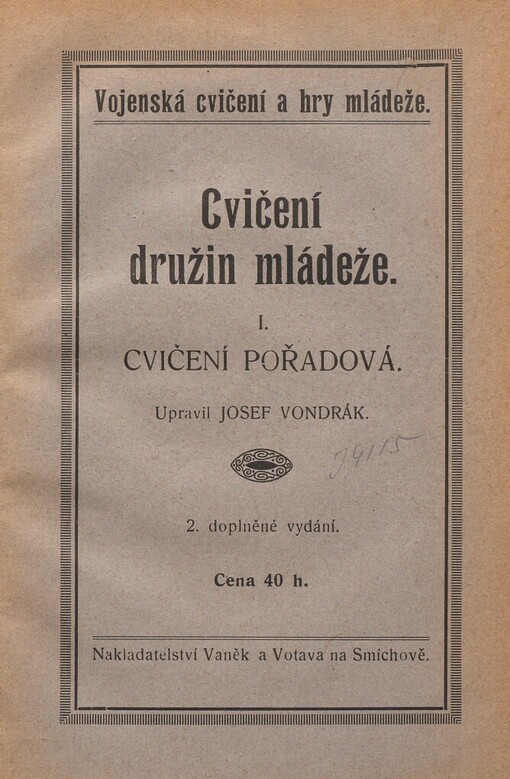 Vojenská cvičení a hry mládeže.
Cvičení
družin mládeže.
I.
CVIČENÍ POŘADOVÁ.
Upravil JOSEF VONDRÁK.
39115
2. doplněné vydání.
Cena 40 h.
Nakladatelství Vaněk a Votava na Smíchově.